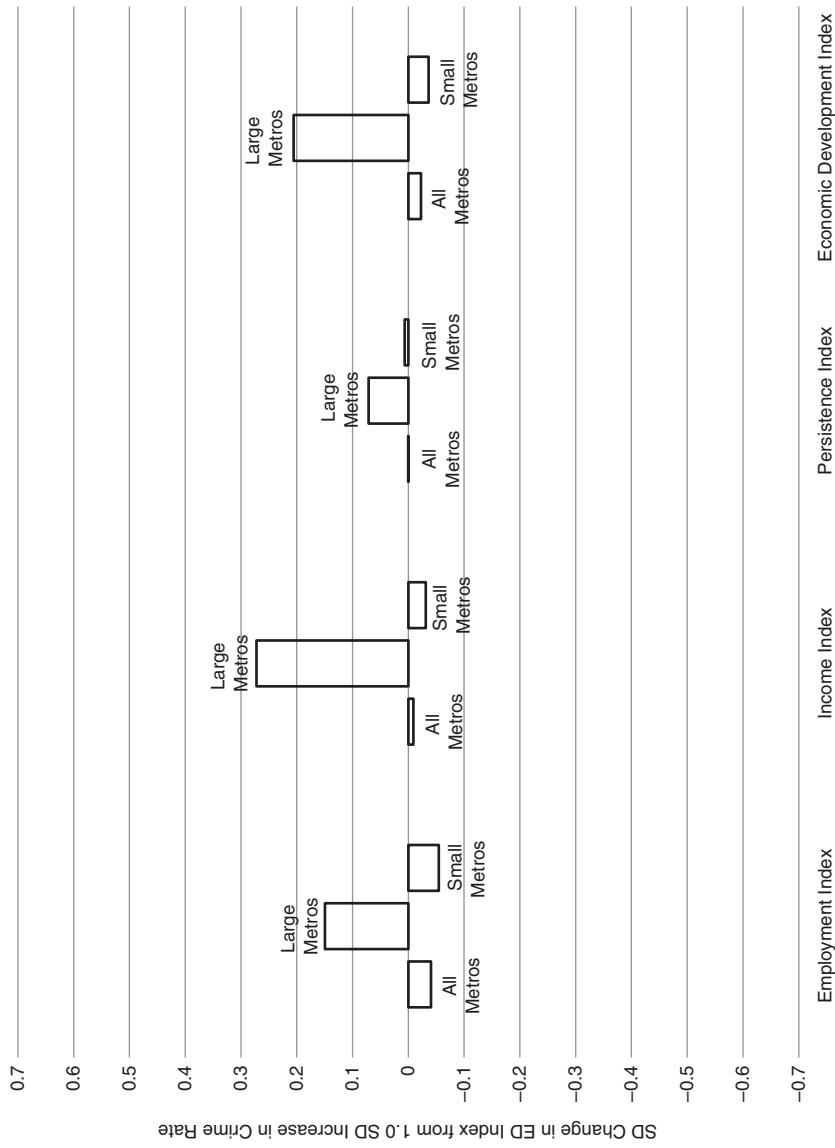 SD Change in ED Index from 1.0 SD Increase in Crime Rate
0.7
0.6
0.5
0.4
0.3
0.2
0.1
0
–0.1
–0.2
–0.3
–0.4
–0.5
–0.6
–0.7
All
Metros
Large
Metros
Small
Metros
Employment Index
All
Metros
Large
Metros
Small
Metros
Income Index
All
Metros
Large
Metros
Small
Metros
Persistence Index
All
Metros
Large
Metros
Small
Metros
Economic Development Index